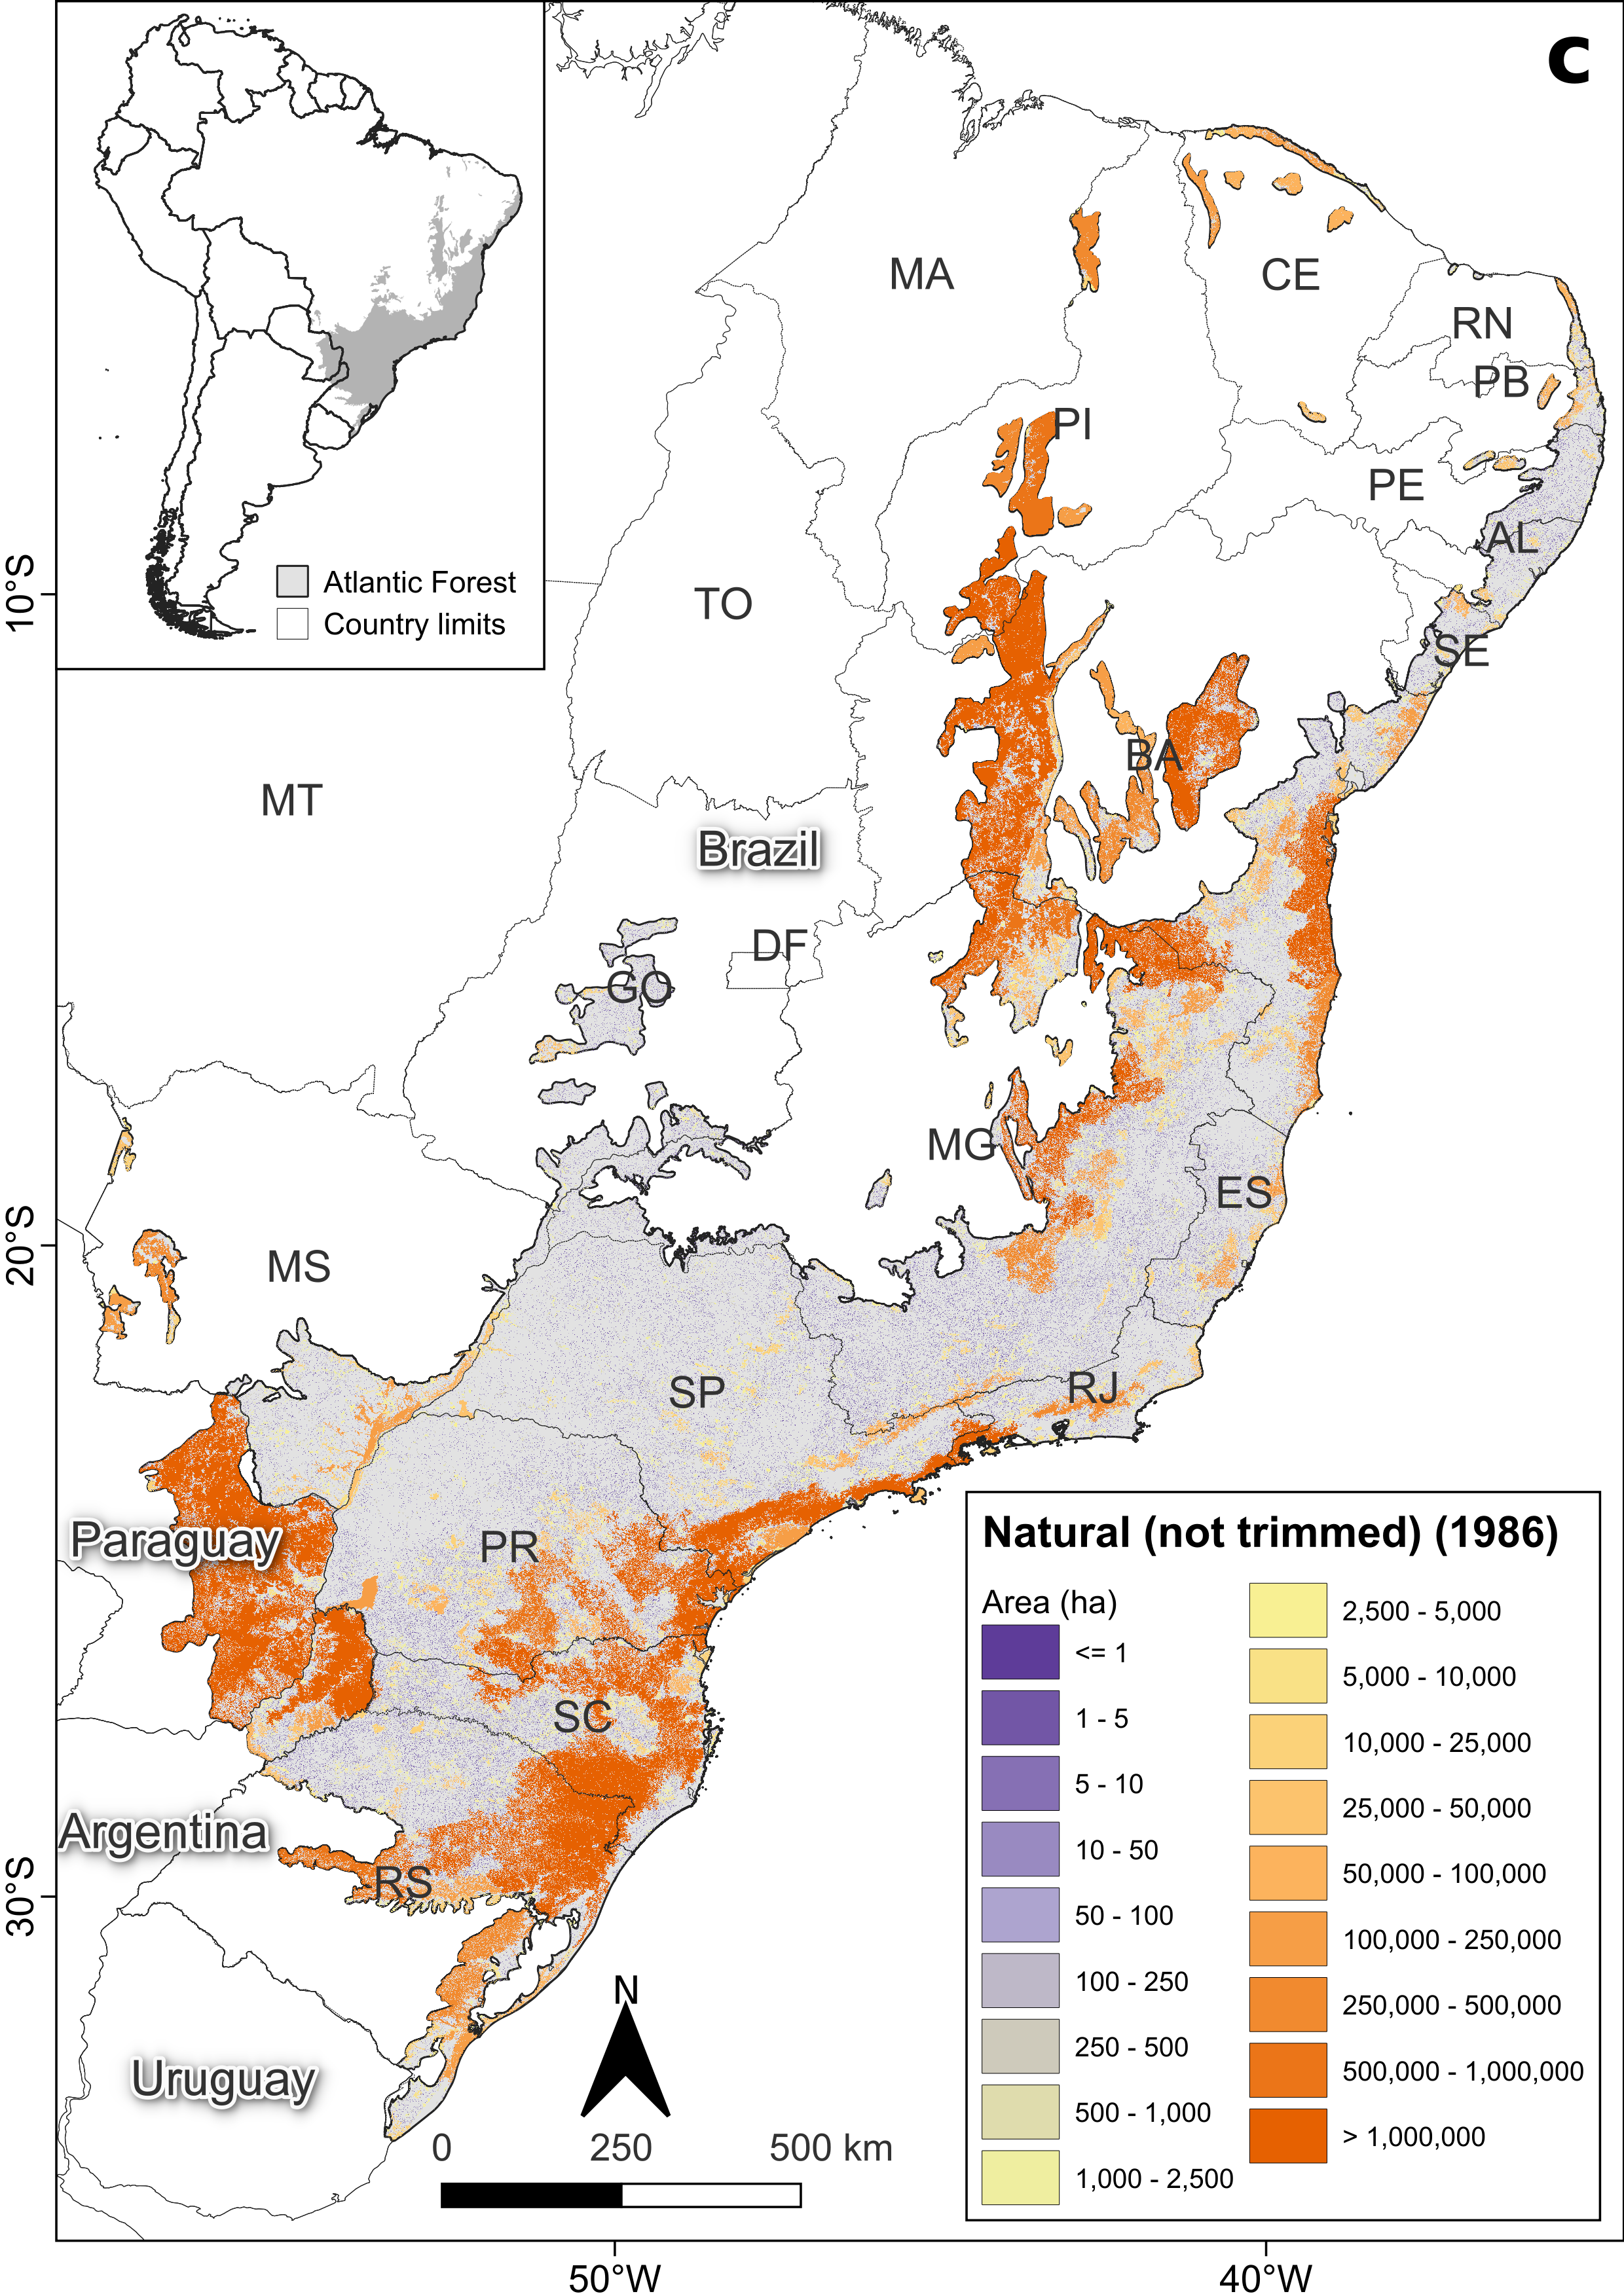 c
Atlantic Forest
Country limits
MA
CE
RN
PB
PI
PE
AL
10°S
TO
SE
BA
MT
Brazil
DF
GO
MG
ES
20°S
MS
SP
RJ
Paraguay
PR
SC
Argentina
RS
30°S
Uruguay
N
0 250 500 km
Natural (not trimmed) (1986)
Area (ha)
<= 1
1 - 5
5 - 10
10 - 50
50 - 100
100 - 250
250 - 500
500 - 1,000
1,000 - 2,500
2,500 - 5,000
5,000 - 10,000
10,000 - 25,000
25,000 - 50,000
50,000 - 100,000
100,000 - 250,000
250,000 - 500,000
500,000 - 1,000,000
> 1,000,000
50°W
40°W